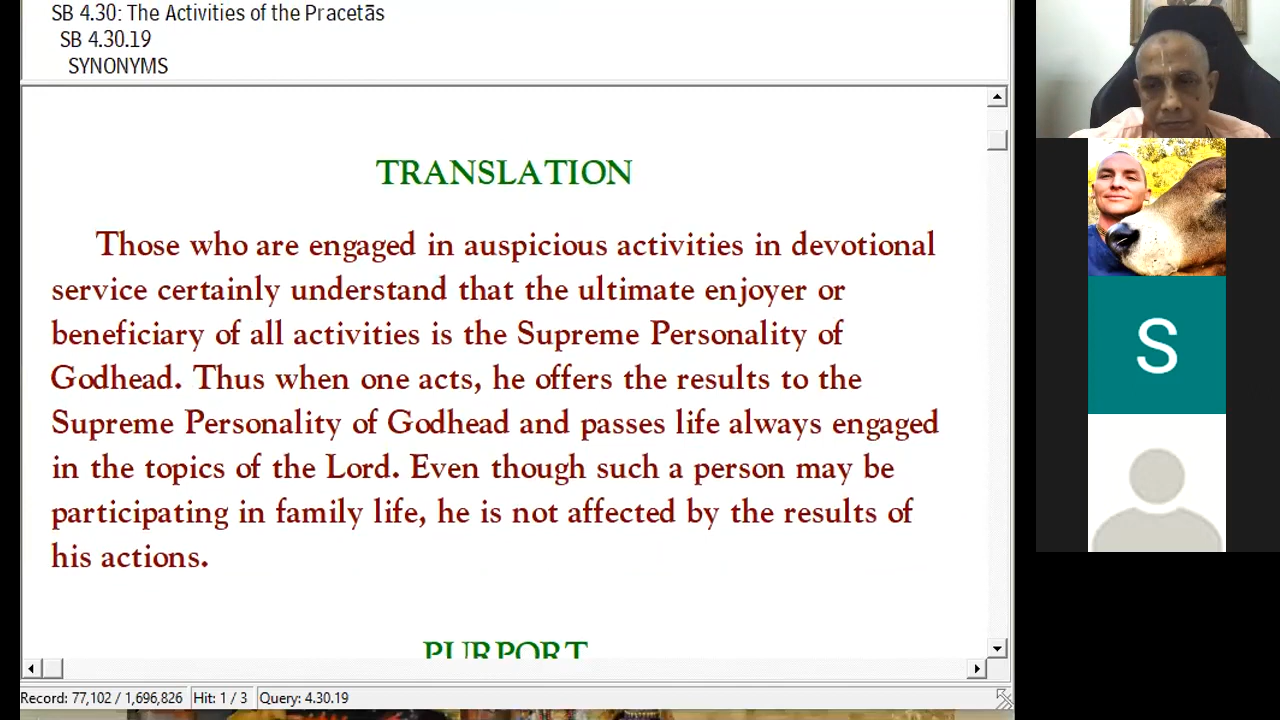 SB 4.30: The Activities of the Pracetās
SB 4.30.19
SYNONYMS
TRANSLATION
Those who are engaged in auspicious activities in devotional
service certainly understand that the ultimate enjoyer or
beneficiary of all activities is the Supreme Personality of
Godhead. Thus when one acts, he offers the results to the
Supreme Personality of Godhead and passes life always engaged
in the topics of the Lord. Even though such a person may be
participating in family life, he is not affected by the results of
his actions.
PURPORT
Record: 77,102 / 1,696,826 Hit: 1 / 3 Query: 4.30.19
S